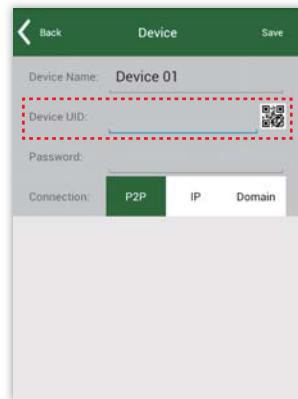 Back Device Save
Device Name: Device 01
Device UID:
Password:
Connection: P2P IP Domain